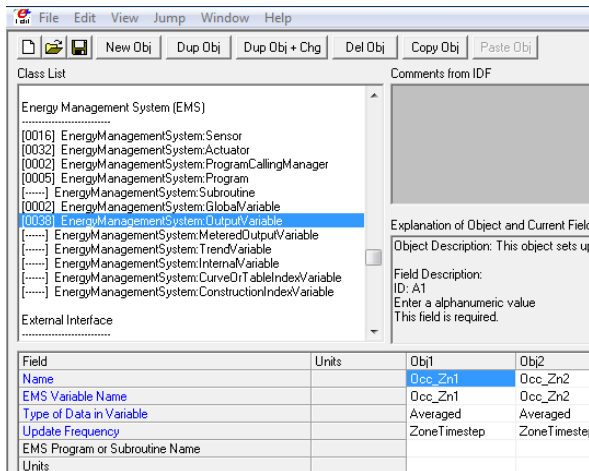 File Edit View Jump Window Help
New Obj Dup Obj Dup Obj + Chg Del Obj Copy Obj Paste Obj
Class List
Comments from IDF
Energy Management System (EMS)
----------------------------
[0016] EnergyManagementSystem:Sensor
[0032] EnergyManagementSystem:Actuator
[0002] EnergyManagementSystem:ProgramCallingManager
[0005] EnergyManagementSystem:Program
[------] EnergyManagementSystem:Subroutine
[0002] EnergyManagementSystem:GlobalVariable
[0038] EnergyManagementSystem:OutputVariable
[------] EnergyManagementSystem:MeteredOutputVariable
[------] EnergyManagementSystem:TrendVariable
[------] EnergyManagementSystem:InternalVariable
[------] EnergyManagementSystem:CurveOrTableIndexVariable
[------] EnergyManagementSystem:ConstructionIndexVariable
External Interface
----------------------------
Explanation of Object and Current Field
Object Description: This object sets up
Field Description:
ID: A1
Enter a alphanumeric value
This field is required.
Field Units Obj1 Obj2
Name Occ_Zn1 Occ_Zn2
EMS Variable Name Occ_Zn1 Occ_Zn2
Type of Data in Variable Averaged Averaged
Update Frequency ZoneTimestep ZoneTimeste
EMS Program or Subroutine Name
Units